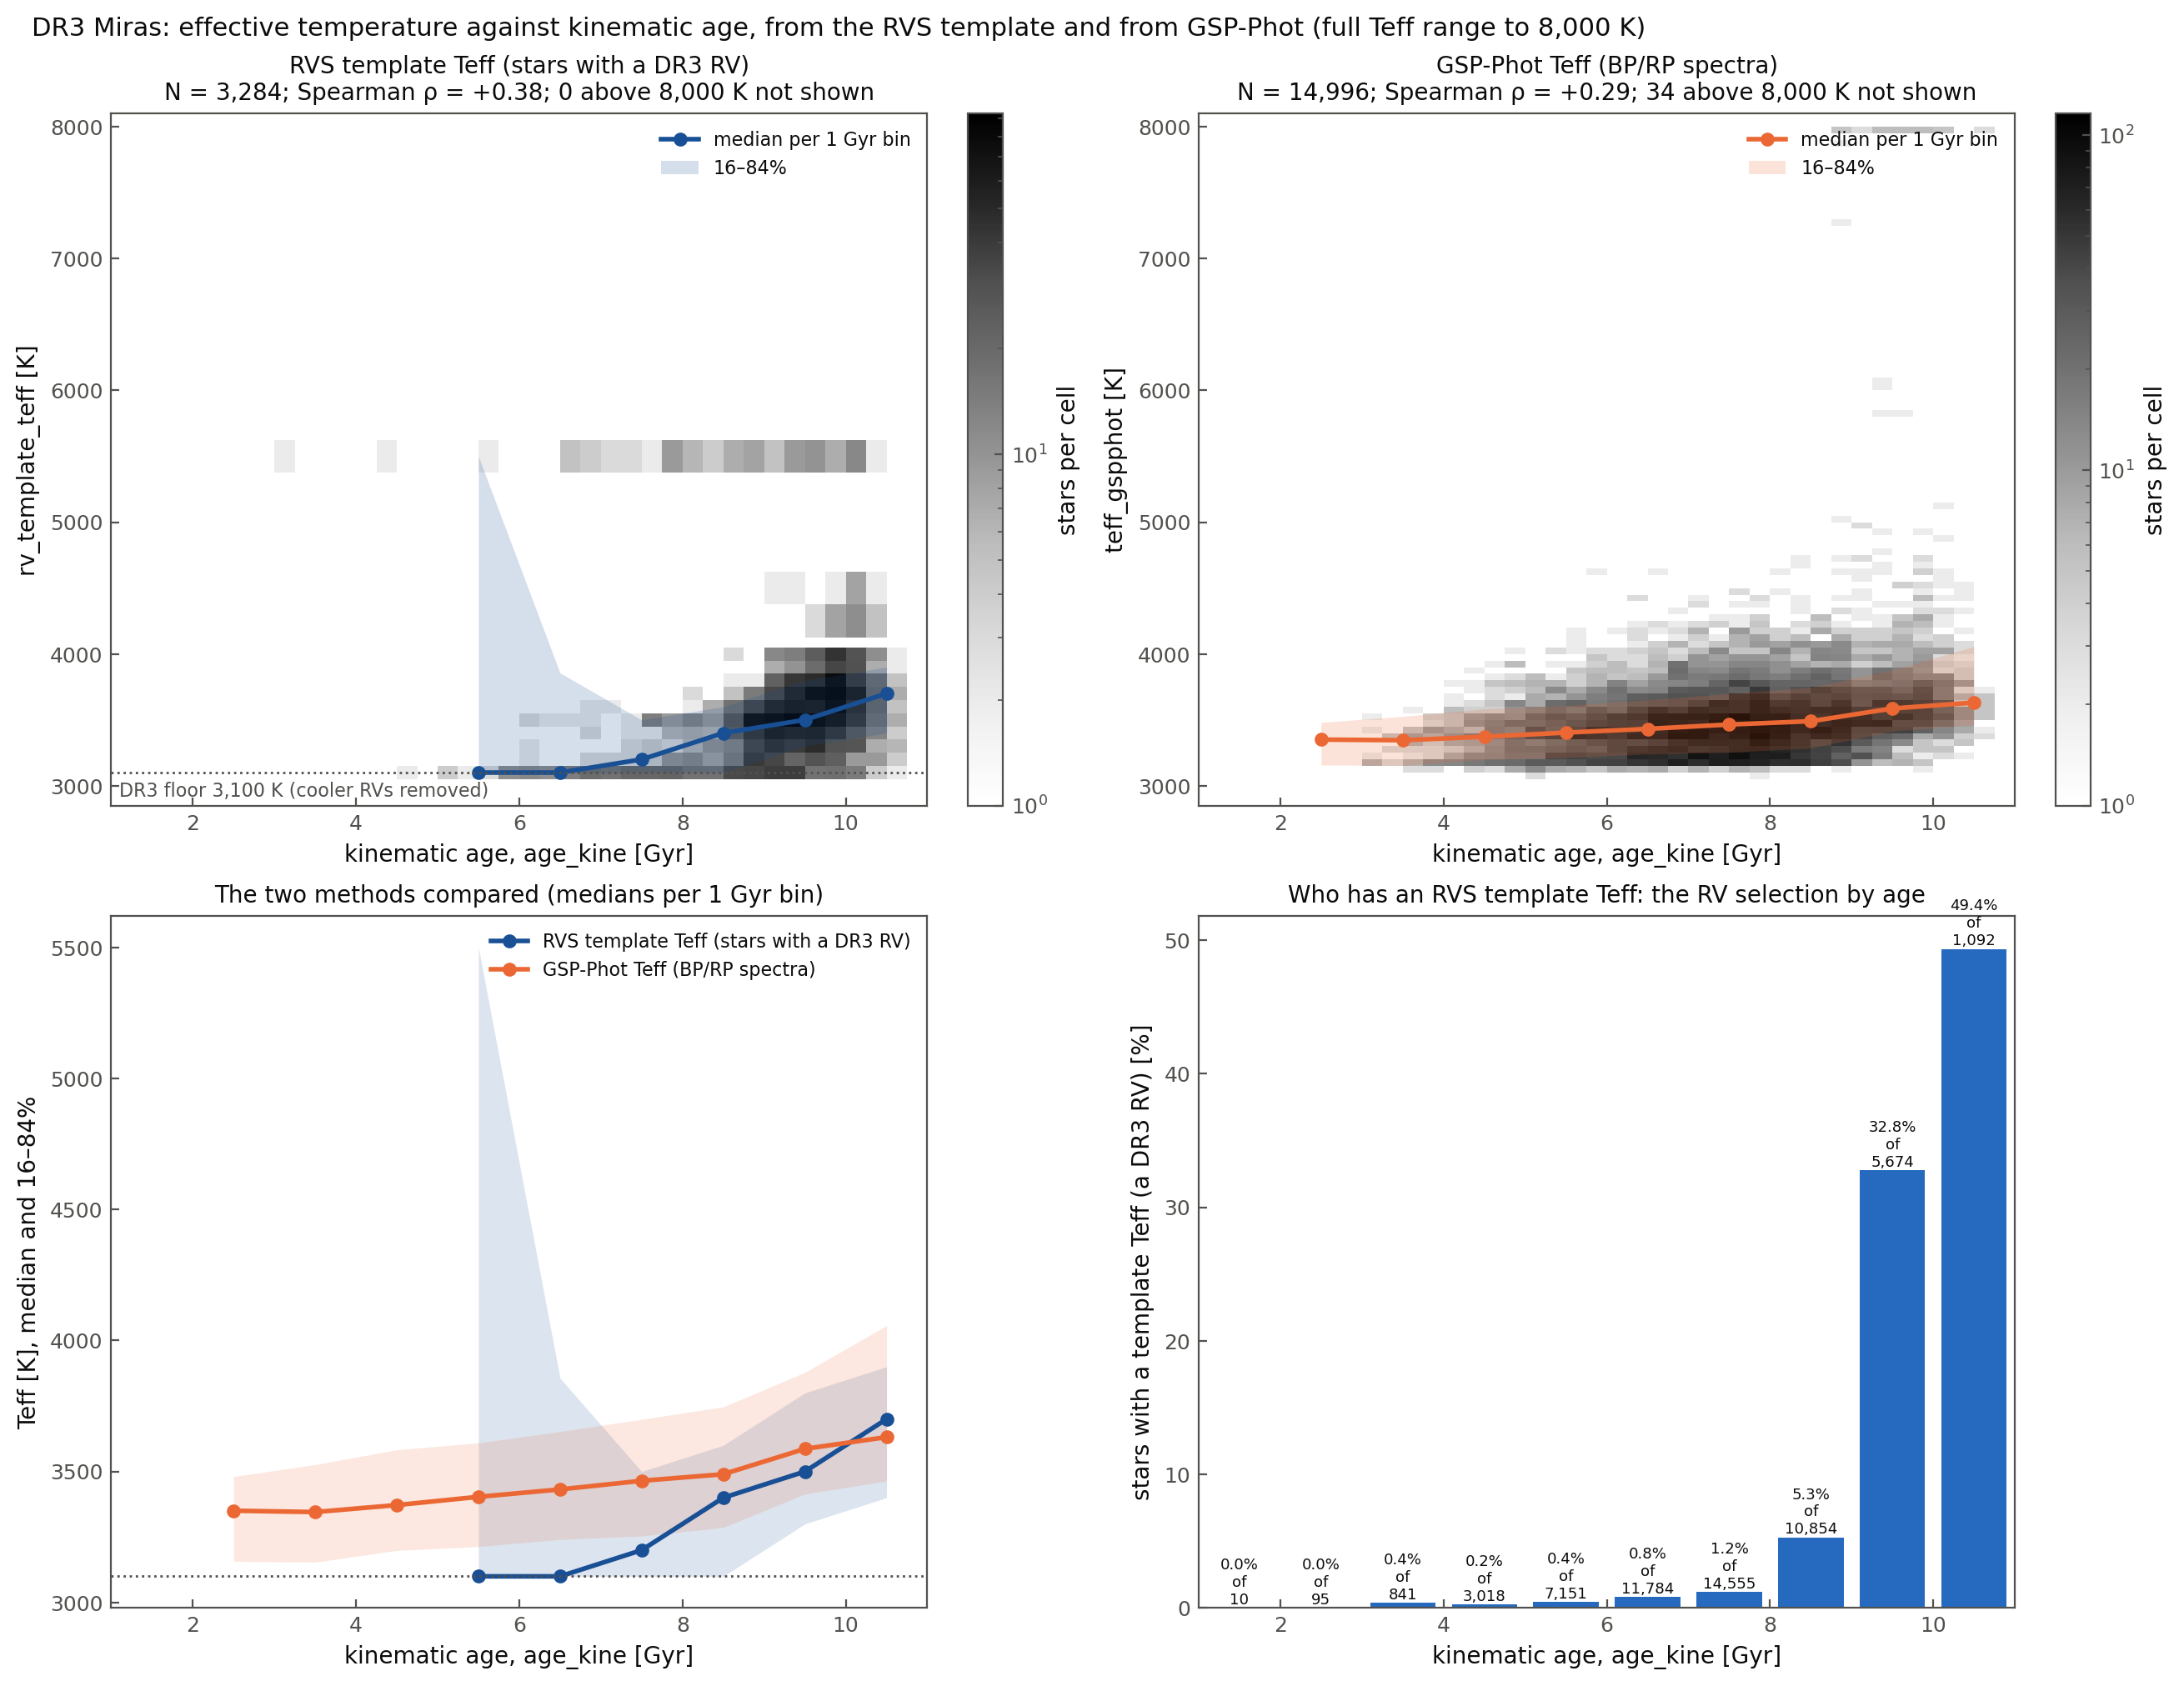 DR3 Miras: effective temperature against kinematic age, from the RVS template and from GSP-Phot (full Teff range to 8,000 K)
RVS template Teff (stars with a DR3 RV)
N = 3,284; Spearman ρ = +0.38; 0 above 8,000 K not shown
median per 1 Gyr bin
16–84%
8000
7000
6000
5000
4000
3000
rv_template_teff [K]
DR3 floor 3,100 K (cooler RVs removed)
2
4
6
8
10
kinematic age, age_kine [Gyr]
10¹
10⁰
stars per cell
GSP-Phot Teff (BP/RP spectra)
N = 14,996; Spearman ρ = +0.29; 34 above 8,000 K not shown
median per 1 Gyr bin
16–84%
8000
7000
6000
5000
4000
3000
teff_gspphot [K]
2
4
6
8
10
kinematic age, age_kine [Gyr]
10²
10¹
10⁰
stars per cell
The two methods compared (medians per 1 Gyr bin)
RVS template Teff (stars with a DR3 RV)
GSP-Phot Teff (BP/RP spectra)
5500
5000
4500
4000
3500
3000
Teff [K], median and 16–84%
2
4
6
8
10
kinematic age, age_kine [Gyr]
Who has an RVS template Teff: the RV selection by age
50
40
30
20
10
0
stars with a template Teff (a DR3 RV) [%]
0.0%
of
10
0.0%
of
95
0.4%
of
841
0.2%
of
3,018
0.4%
of
7,151
0.8%
of
11,784
1.2%
of
14,555
5.3%
of
10,854
32.8%
of
5,674
49.4%
of
1,092
2
4
6
8
10
kinematic age, age_kine [Gyr]